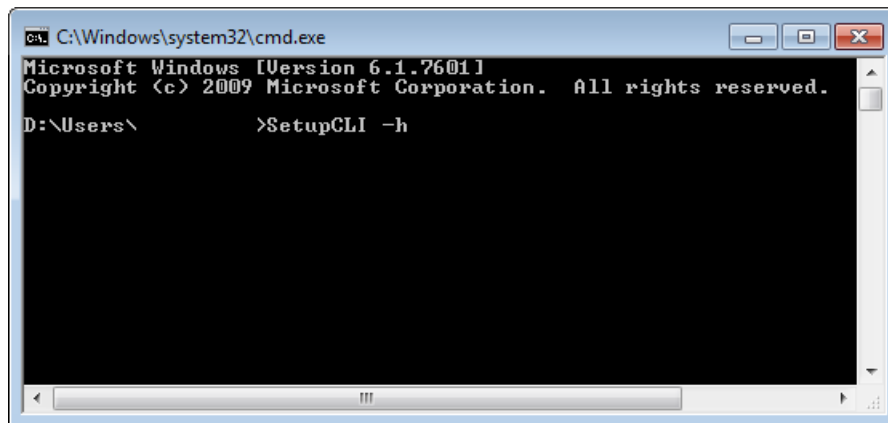 C:\Windows\system32\cmd.exe
Microsoft Windows [Version 6.1.7601]
Copyright (c) 2009 Microsoft Corporation.  All rights reserved.
D:\Users\          >SetupCLI -h